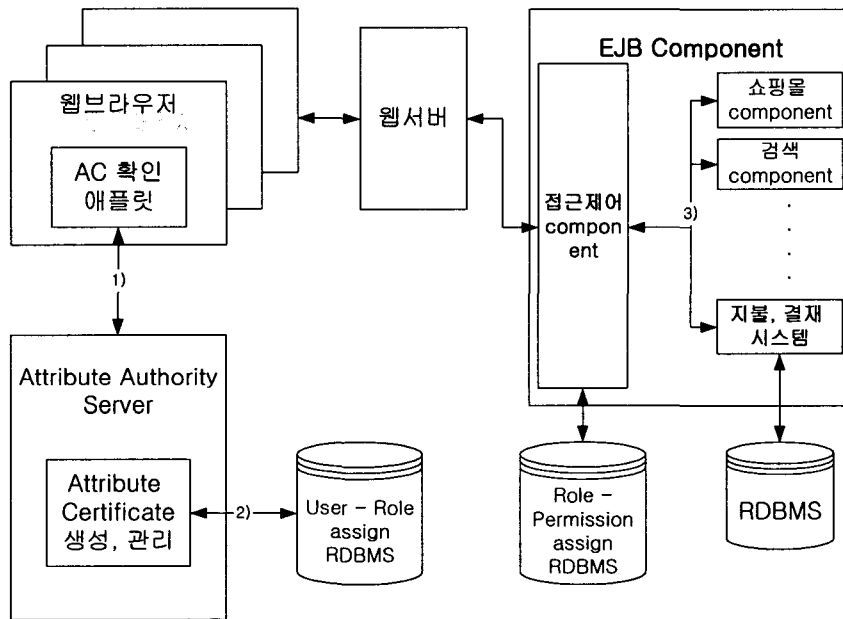 웹브라우저
AC 확인
애플릿
웹서버
EJB Component
접근제어
compon
ent
쇼핑몰
component
검색
component
3)
지불, 결재
시스템
1)
Attribute Authority
Server
Attribute
Certificate
생성, 관리
2)
User – Role
assign
RDBMS
Role –
Permission
assign
RDBMS
RDBMS